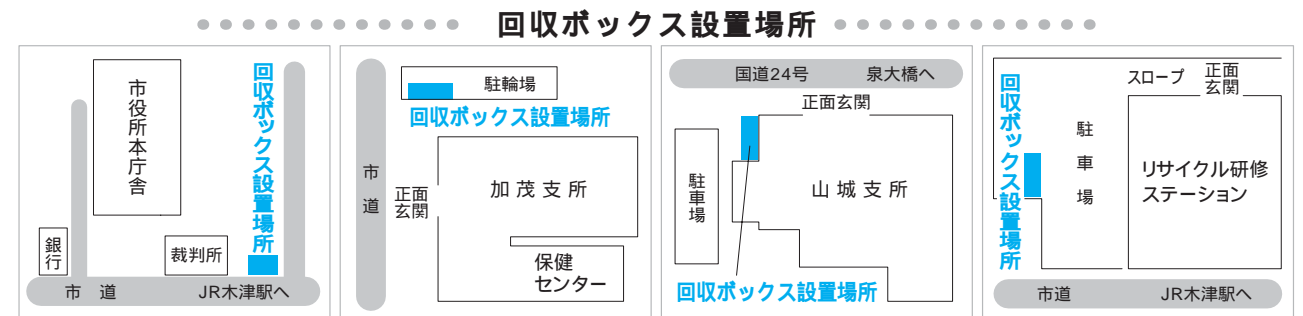 回収ボックス設置場所
市役所本庁舎
回収ボックス設置場所
銀行
裁判所
市 道 JR木津駅へ
駐輪場
回収ボックス設置場所
市道
正面
玄関
加茂支所
保健
センター
国道24号 泉大橋へ
正面玄関
駐車場
山城支所
回収ボックス設置場所
回収ボックス設置場所
スロープ
正面
玄関
駐車場
リサイクル研修
ステーション
市道 JR木津駅へ